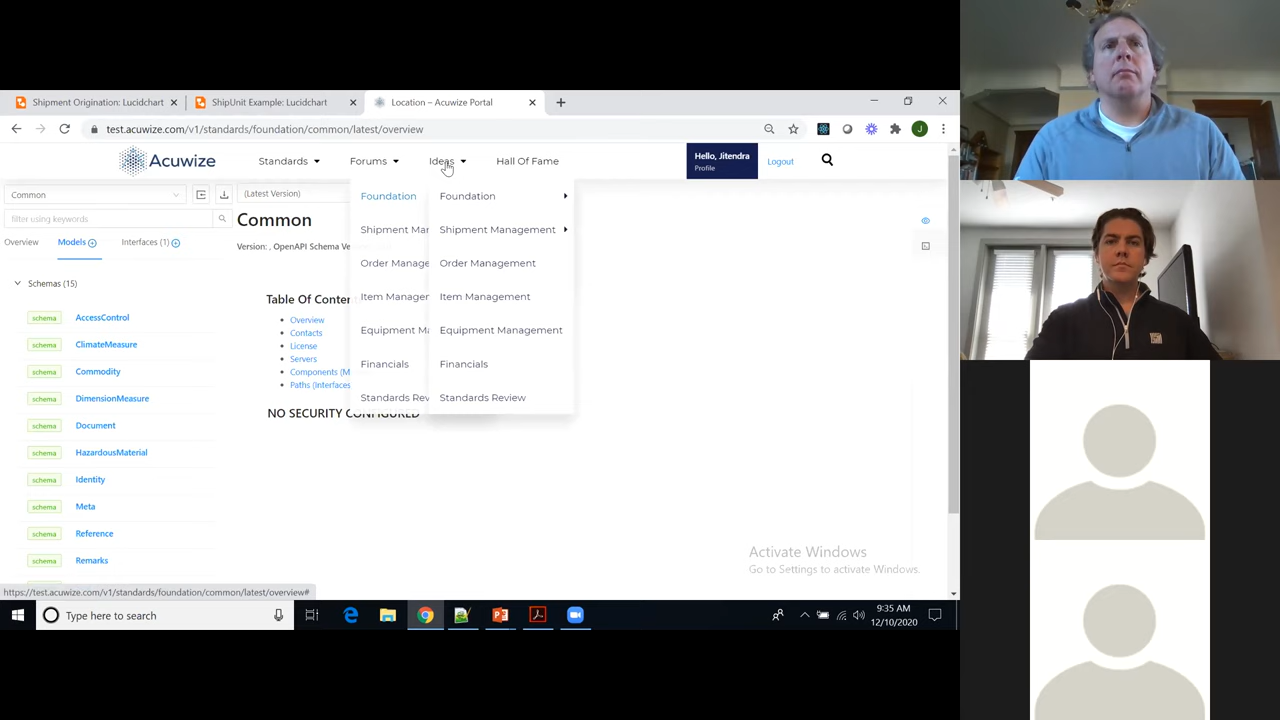 Shipment Origination: Lucidchart
ShipUnit Example: Lucidchart
Location – Acuwize Portal
test.acuwize.com/v1/standards/foundation/common/latest/overview
J
Acuwize
Standards
Forums
Ideas
Hall Of Fame
Hello, Jitendra
Profile
Logout
Common
(Latest Version)
filter using keywords
Common
Overview
Models
Interfaces (1)
Version: , OpenAPI Schema Ve
Schemas (15)
schema AccessControl
schema ClimateMeasure
schema Commodity
schema DimensionMeasure
schema Document
schema HazardousMaterial
schema Identity
schema Meta
schema Reference
schema Remarks
Table Of Conten
Overview
Contacts
License
Servers
Components (M
Paths (Interfaces
NO SECURITY CONFIGURED
Foundation
Shipment Man
Order Manage
Item Manager
Equipment Ma
Financials
Standards Rev
Foundation
Shipment Management
Order Management
Item Management
Equipment Management
Financials
Standards Review
Activate Windows
Go to Settings to activate Windows.
https://test.acuwize.com/v1/standards/foundation/common/latest/overview#
Type here to search
9:35 AM
12/10/2020